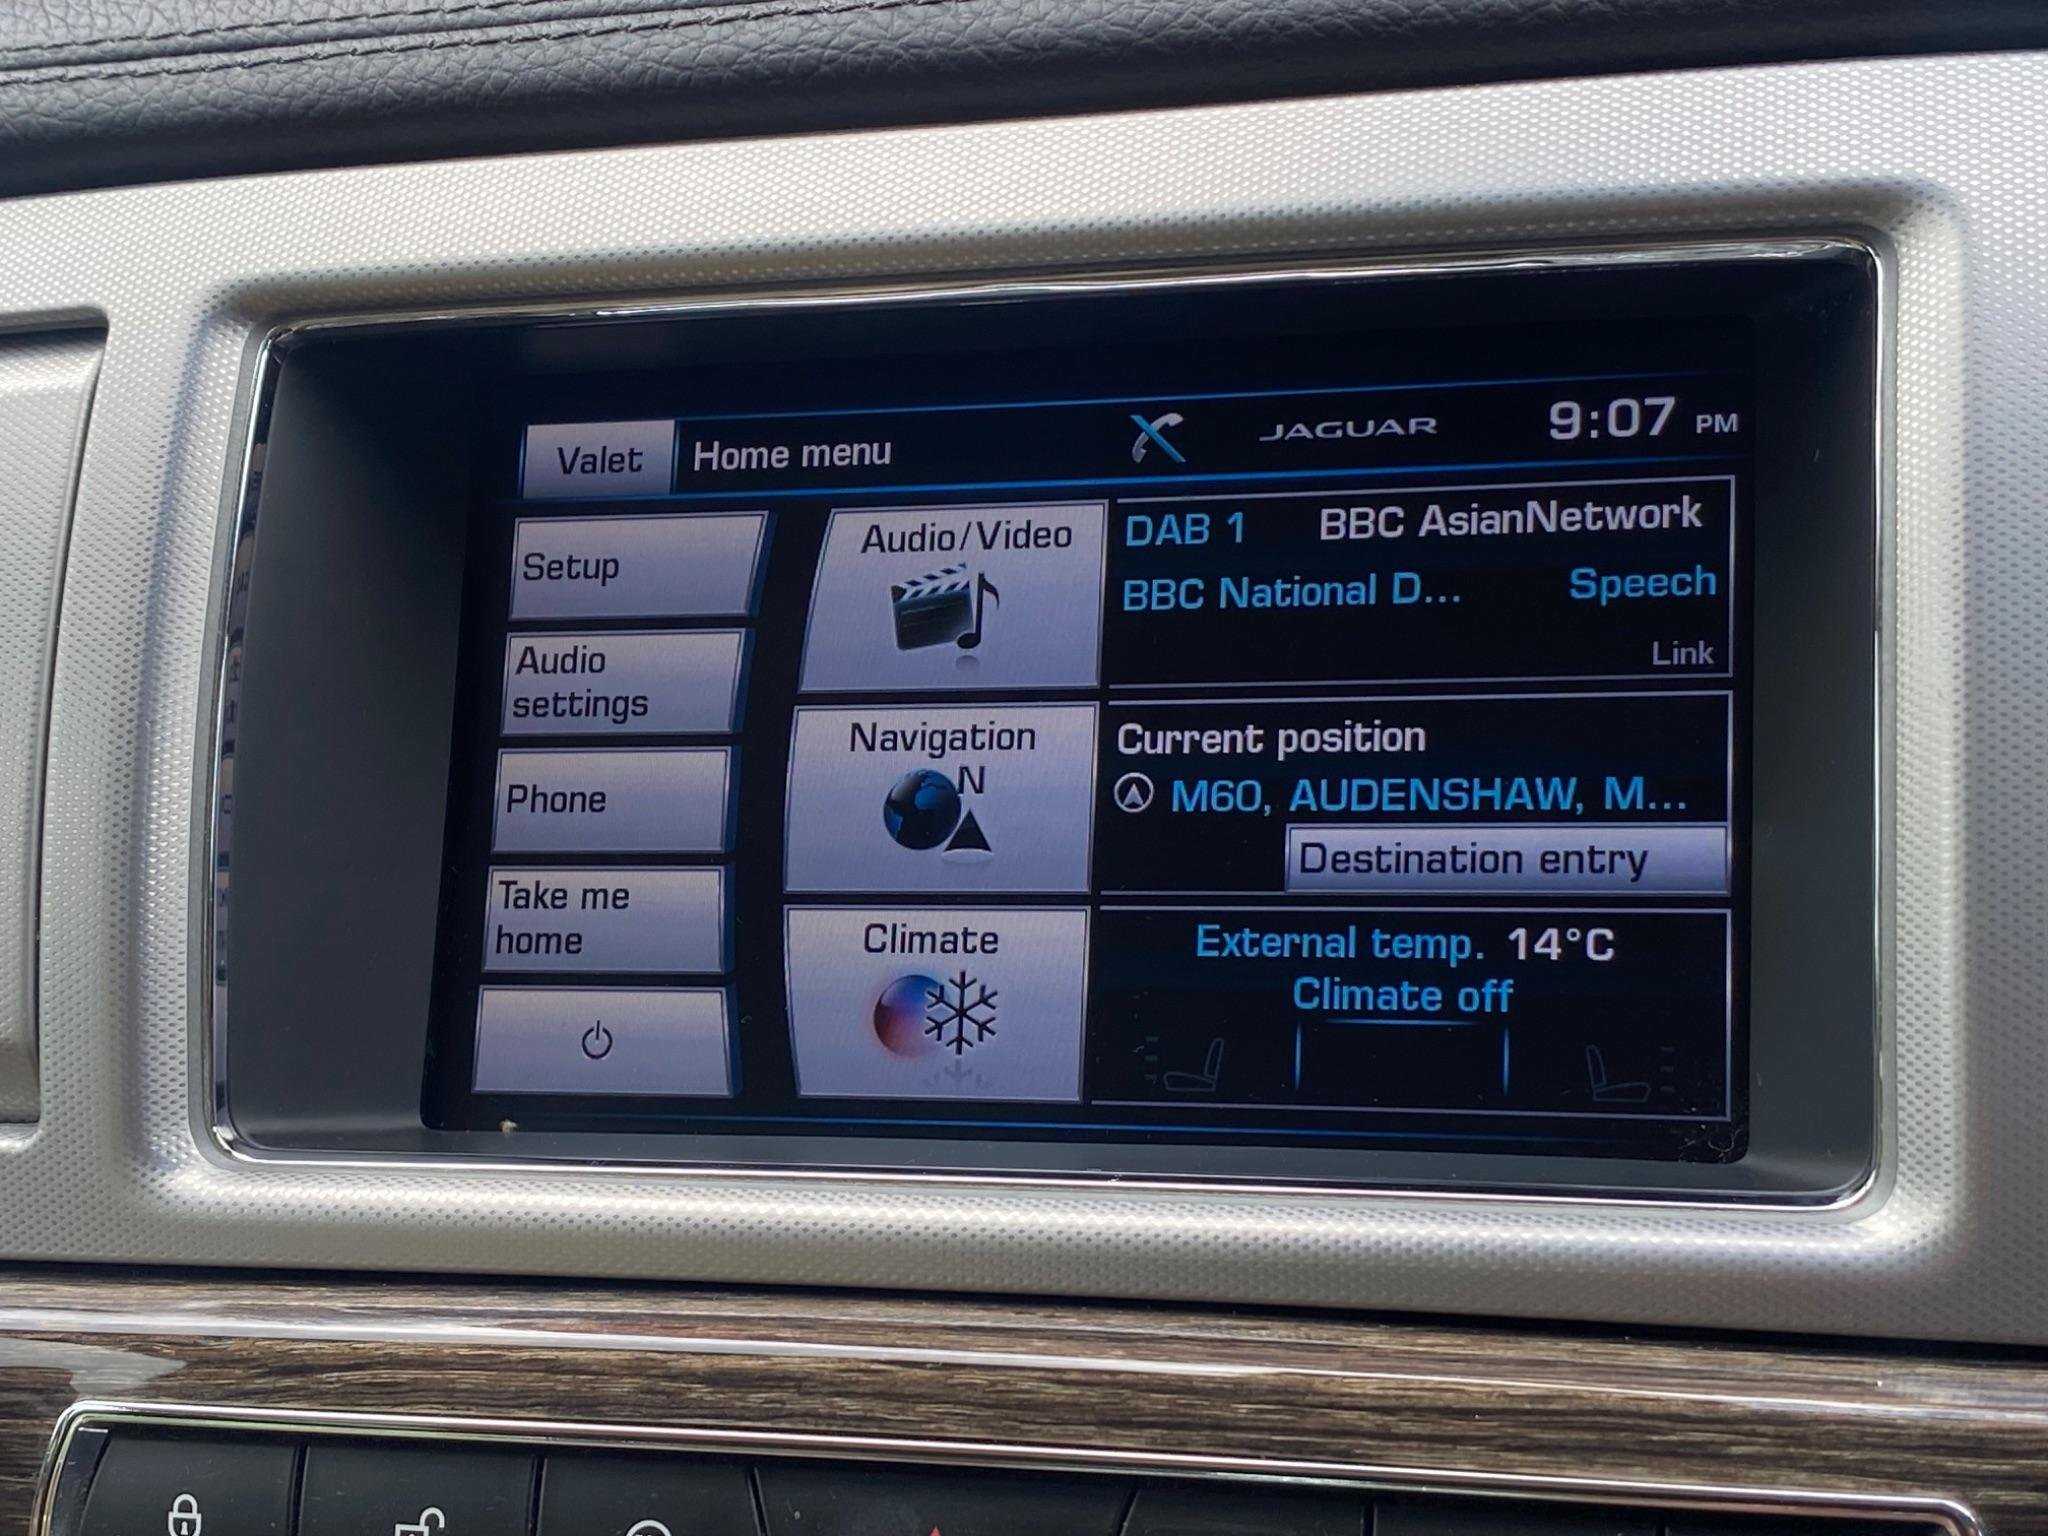 Valet Home menu JAGUAR 9:07 PM
Setup
Audio
settings
Phone
Take me
home
Audio/Video
Navigation
N
Climate
DAB 1 BBC AsianNetwork
BBC National D... Speech
Link
Current position
M60, AUDENSHAW, M...
Destination entry
External temp. 14°C
Climate off